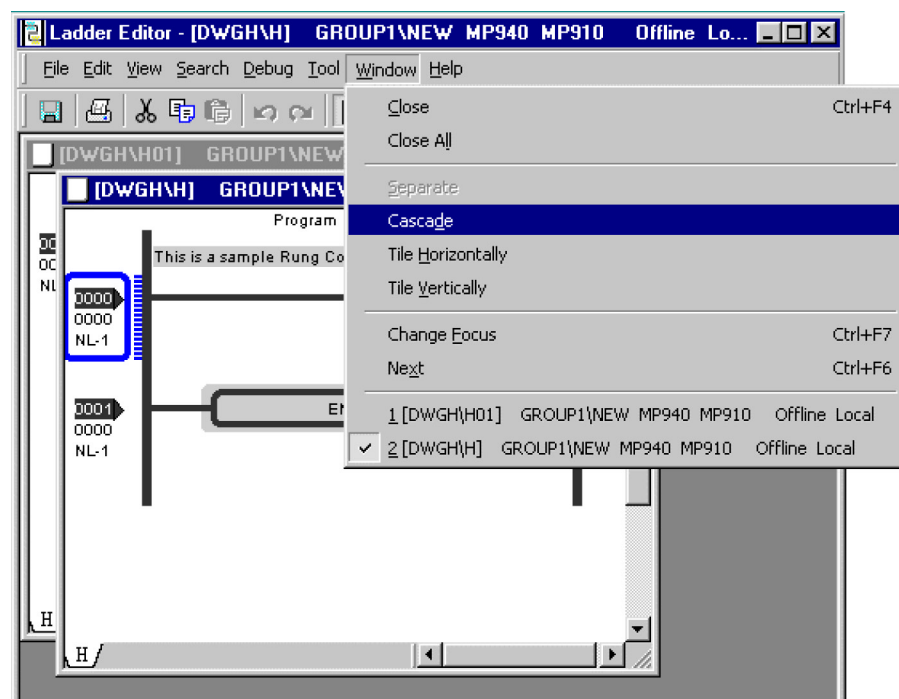 Ladder Editor - [DWGH\H] GROUP1\NEW MP940 MP910 Offline Lo...
File Edit View Search Debug Tool Window Help
Close Ctrl+F4
Close All
Separate
Cascade
Tile Horizontally
Tile Vertically
Change Focus Ctrl+F7
Next Ctrl+F6
1 [DWGH\H01] GROUP1\NEW MP940 MP910 Offline Local
2 [DWGH\H] GROUP1\NEW MP940 MP910 Offline Local
[DWGH\H01] GROUP1\NEW
[DWGH\H] GROUP1\NEW
Program
This is a sample Rung Co
0000
0000
NL-1
0001
0000
NL-1
H
H